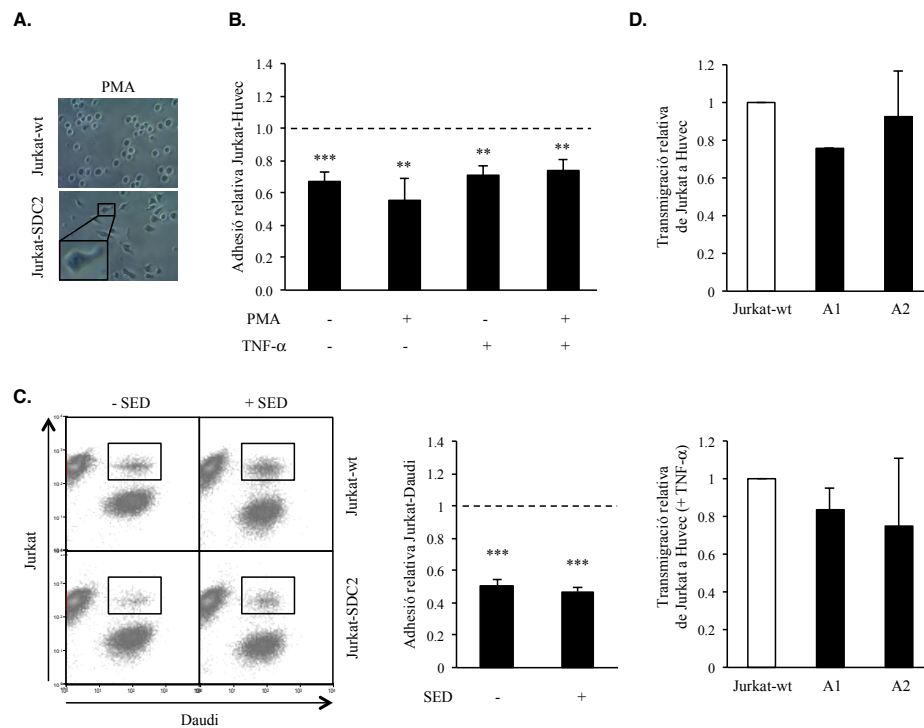 A.
PMA
Jurkat-wt
Jurkat-SDC2
B.
Adhesió relativa Jurkat-Huvec
1.4
1.2
1.0
0.8
0.6
0.4
0.2
0.0
***
**
**
**
PMA - + - +
TNF-α - - + +
D.
Transmigració relativa
de Jurkat a Huvec
1.2
1
0.8
0.6
0.4
0.2
0
Jurkat-wt A1 A2
C.
- SED + SED
Jurkat
Daudi
Jurkat-wt
Jurkat-SDC2
Adhesió relativa Jurkat-Daudi
1.4
1.2
1
0.8
0.6
0.4
0.2
0
***
***
SED - +
Transmigració relativa
de Jurkat a Huvec (+ TNF-α)
1.2
1
0.8
0.6
0.4
0.2
0
Jurkat-wt A1 A2